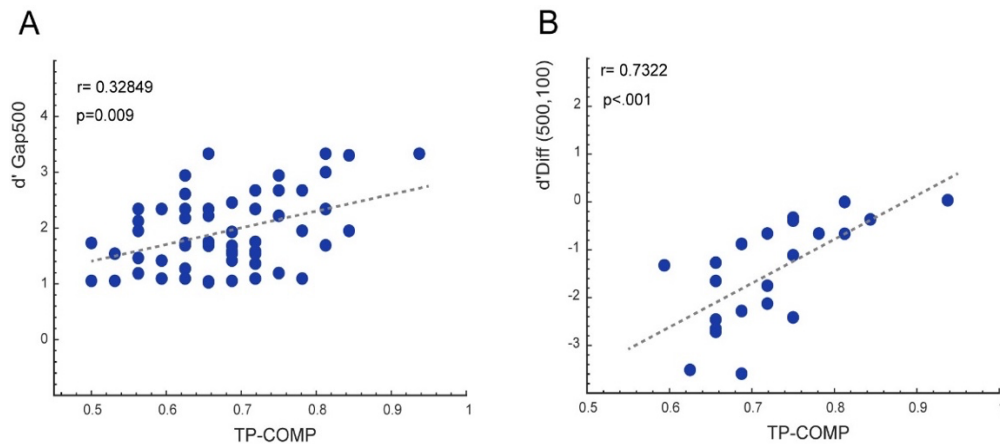 A
r= 0.32849
p=0.009
d' Gap500
4
3
2
1
0
0.5 0.6 0.7 0.8 0.9 1
TP-COMP
B
r= 0.7322
p<.001
d'Diff (500,100)
2
1
0
-1
-2
-3
0.5 0.6 0.7 0.8 0.9 1
TP-COMP